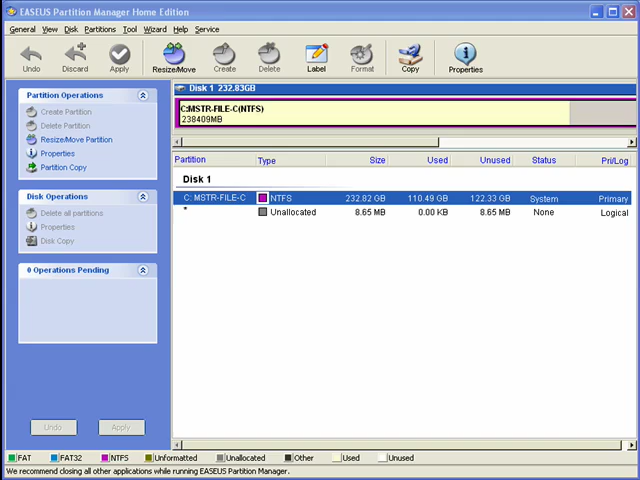 EASEUS Partition Manager Home Edition
General View Disk Partitions Tool Wizard Help Service
Undo Discard Apply Resize/Move Create Delete Label Format Copy Properties
Partition Operations
Create Partition
Delete Partition
Resize/Move Partition
Properties
Partition Copy
Disk Operations
Delete all partitions
Properties
Disk Copy
0 Operations Pending
Undo Apply
Disk 1 232.83GB
C:MSTR-FILE-C(NTFS)
238409MB
Partition Type Size Used Unused Status Pri/Log
Disk 1
C: MSTR-FILE-C NTFS 232.82 GB 110.49 GB 122.33 GB System Primary
* Unallocated 8.65 MB 0.00 KB 8.65 MB None Logical
FAT FAT32 NTFS Unformatted Unallocated Other Used Unused
We recommend closing all other applications while running EASEUS Partition Manager.